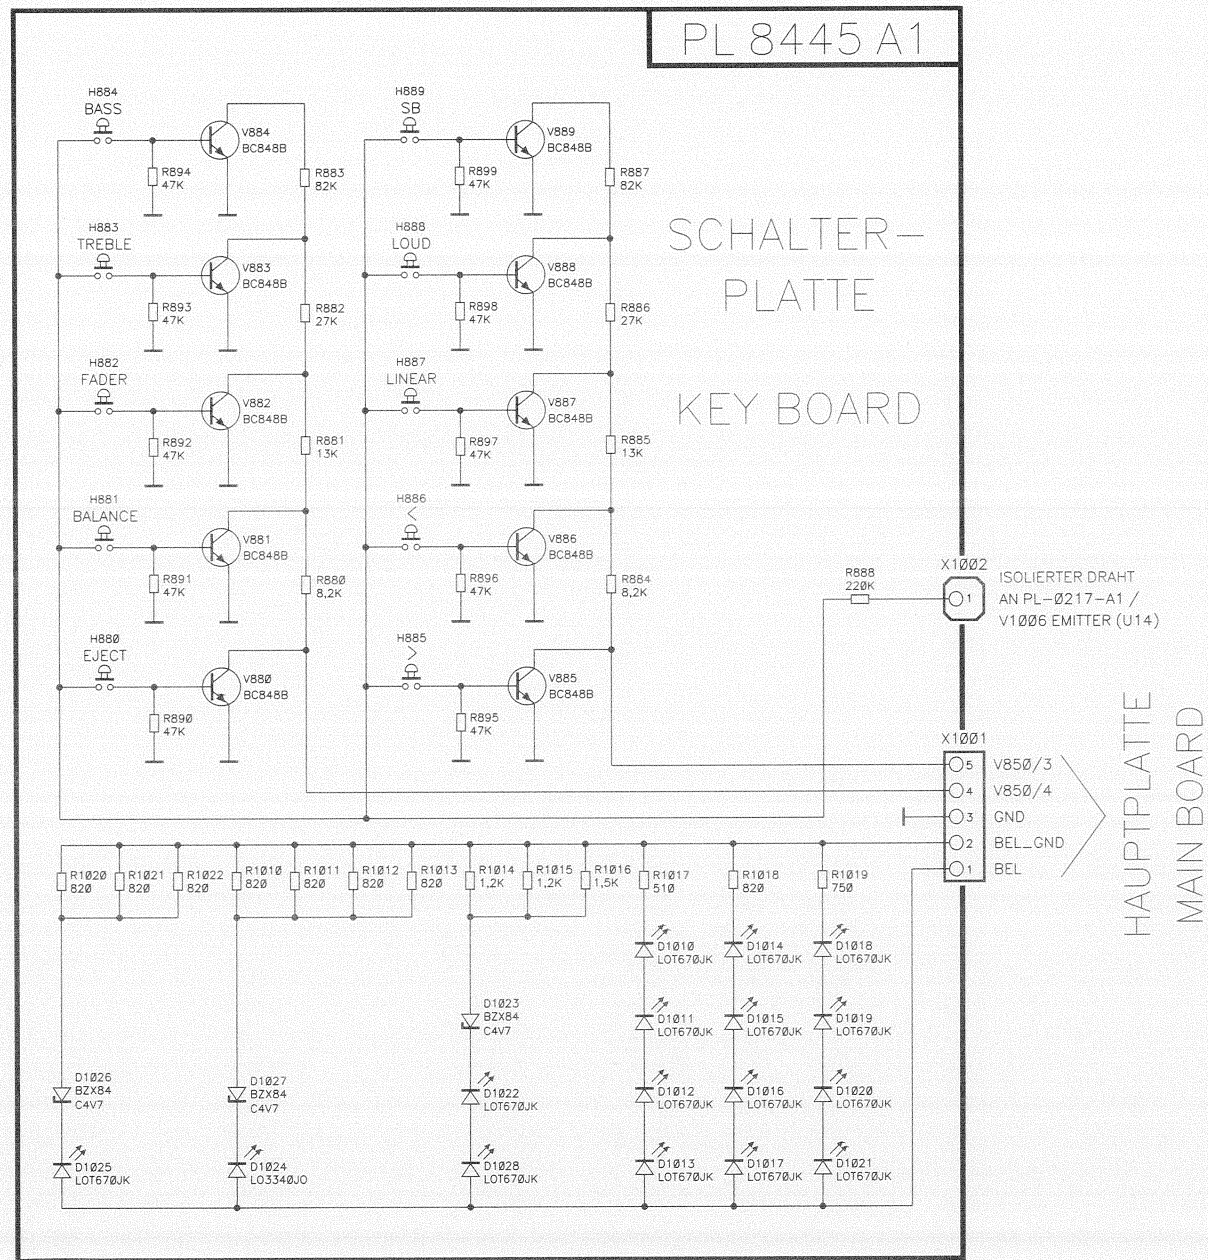 PL 8445 A1
H884
BASS
V884
BC848B
R894
47K
R883
82K
H889
SB
V889
BC848B
R899
47K
R887
82K
H883
TREBLE
V883
BC848B
R893
47K
R882
27K
H888
LOUD
V888
BC848B
R898
47K
R886
27K
SCHALTER-
PLATTE
KEY BOARD
H882
FADER
V882
BC848B
R892
47K
R881
13K
H887
LINEAR
V887
BC848B
R897
47K
R885
13K
H881
BALANCE
V881
BC848B
R891
47K
R880
8,2K
H886
<
V886
BC848B
R896
47K
R884
8,2K
H880
EJECT
V880
BC848B
R890
47K
H885
>
V885
BC848B
R895
47K
R888
220K
X1002
1
ISOLIERTER DRAHT
AN PL-0217-A1 /
V1006 EMITTER (U14)
X1001
5 V850/3
4 V850/4
3 GND
2 BEL_GND
1 BEL
HAUPTPLATTE
MAIN BOARD
R1020
820
R1021
820
R1022
820
R1010
820
R1011
820
R1012
820
R1013
820
R1014
1,2K
R1015
1,2K
R1016
1,5K
R1017
510
R1018
820
R1019
750
D1010
LOT670JK
D1014
LOT670JK
D1018
LOT670JK
D1023
BZX84
C4V7
D1011
LOT670JK
D1015
LOT670JK
D1019
LOT670JK
D1026
BZX84
C4V7
D1027
BZX84
C4V7
D1022
LOT670JK
D1012
LOT670JK
D1016
LOT670JK
D1020
LOT670JK
D1025
LOT670JK
D1024
LO3340JO
D1028
LOT670JK
D1013
LOT670JK
D1017
LOT670JK
D1021
LOT670JK